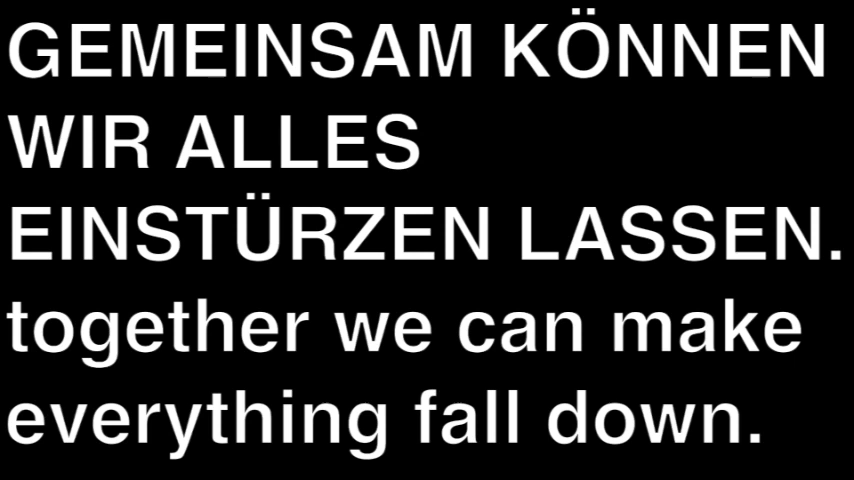 GEMEINSAM KÖNNEN
WIR ALLES
EINSTÜRZEN LASSEN.
together we can make
everything fall down.